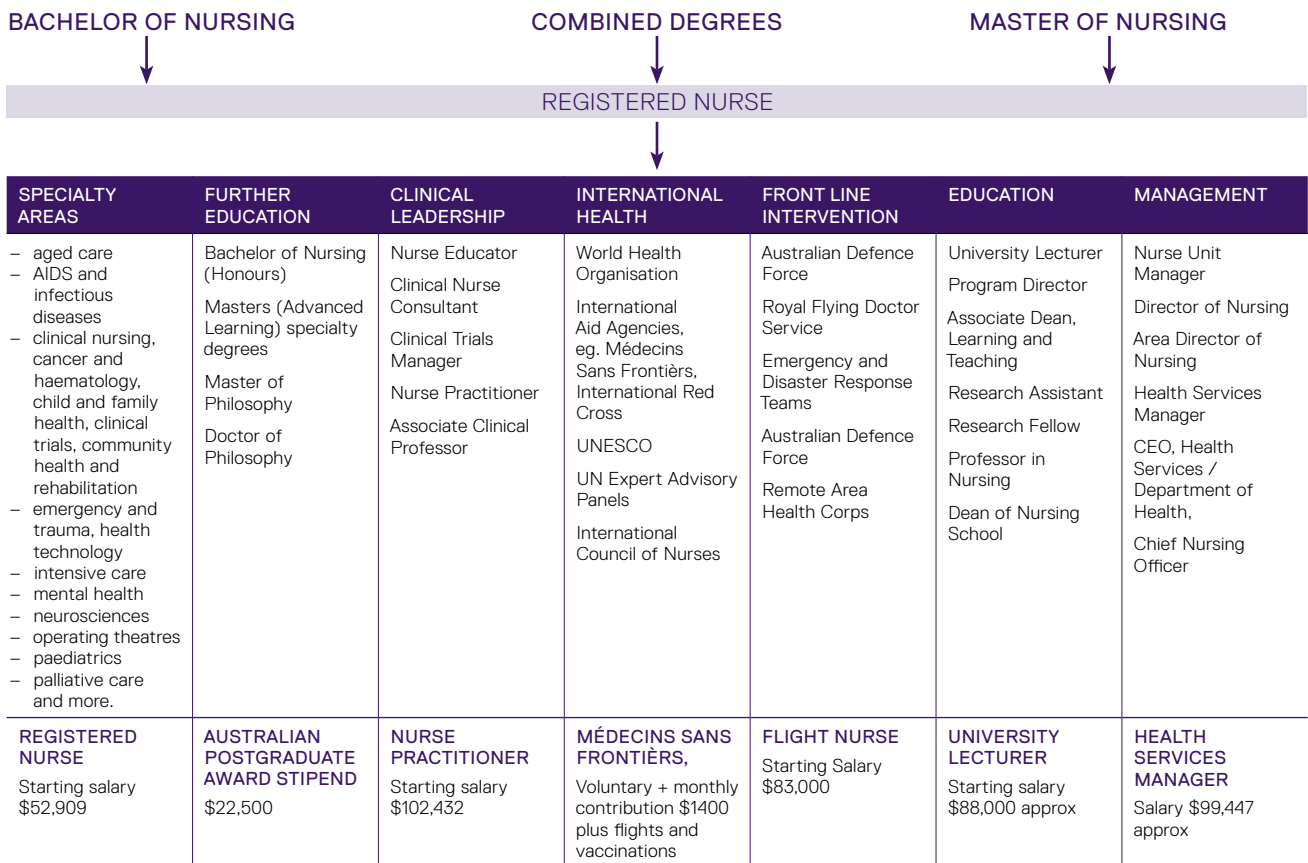 BACHELOR OF NURSING
COMBINED DEGREES
MASTER OF NURSING
REGISTERED NURSE
SPECIALTY
AREAS
– aged care
– AIDS and
infectious
diseases
– clinical nursing,
cancer and
haematology,
child and family
health, clinical
trials, community
health and
rehabilitation
– emergency and
trauma, health
technology
– intensive care
– mental health
– neurosciences
– operating theatres
– paediatrics
– palliative care
and more.
REGISTERED
NURSE
Starting salary
$52,909
FURTHER
EDUCATION
Bachelor of Nursing
(Honours)
Masters (Advanced
Learning) specialty
degrees
Master of
Philosophy
Doctor of
Philosophy
AUSTRALIAN
POSTGRADUATE
AWARD STIPEND
$22,500
CLINICAL
LEADERSHIP
Nurse Educator
Clinical Nurse
Consultant
Clinical Trials
Manager
Nurse Practitioner
Associate Clinical
Professor
NURSE
PRACTITIONER
Starting salary
$102,432
INTERNATIONAL
HEALTH
World Health
Organisation
International
Aid Agencies,
eg. Médecins
Sans Frontièrs,
International Red
Cross
UNESCO
UN Expert Advisory
Panels
International
Council of Nurses
MÉDECINS SANS
FRONTIÈRS,
Voluntary + monthly
contribution $1400
plus flights and
vaccinations
FRONT LINE
INTERVENTION
Australian Defence
Force
Royal Flying Doctor
Service
Emergency and
Disaster Response
Teams
Australian Defence
Force
Remote Area
Health Corps
FLIGHT NURSE
Starting Salary
$83,000
EDUCATION
University Lecturer
Program Director
Associate Dean,
Learning and
Teaching
Research Assistant
Research Fellow
Professor in
Nursing
Dean of Nursing
School
UNIVERSITY
LECTURER
Starting salary
$88,000 approx
MANAGEMENT
Nurse Unit
Manager
Director of Nursing
Area Director of
Nursing
Health Services
Manager
CEO, Health
Services /
Department of
Health,
Chief Nursing
Officer
HEALTH
SERVICES
MANAGER
Salary $99,447
approx